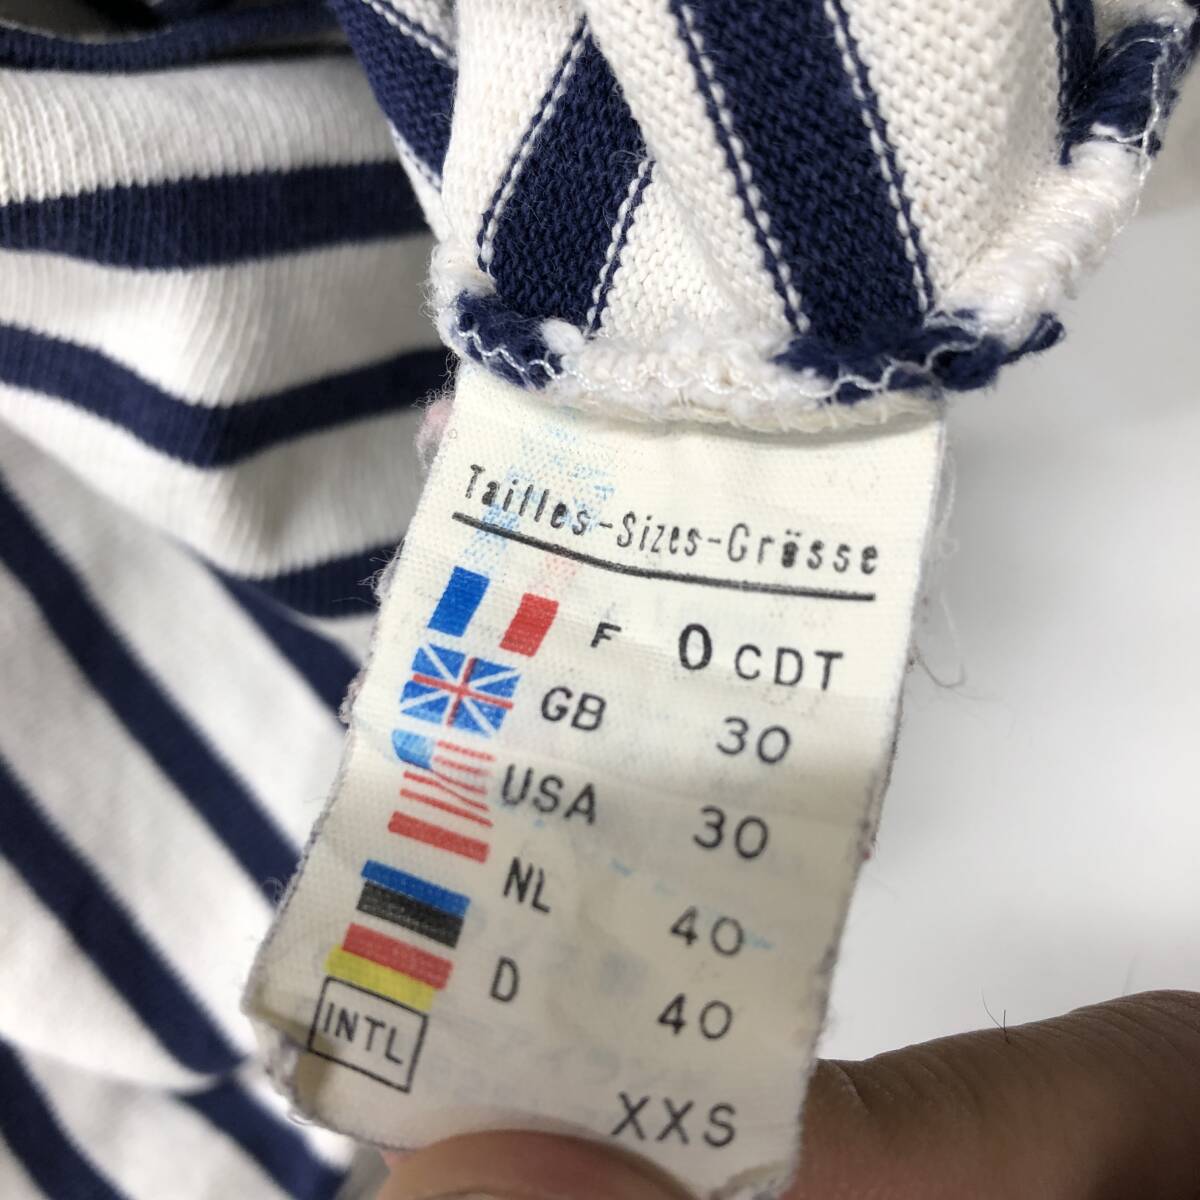 Tailles-Sizes-Grösse
F 0 CDT
GB 30
USA 30
NL 40
D 40
INTL XXS